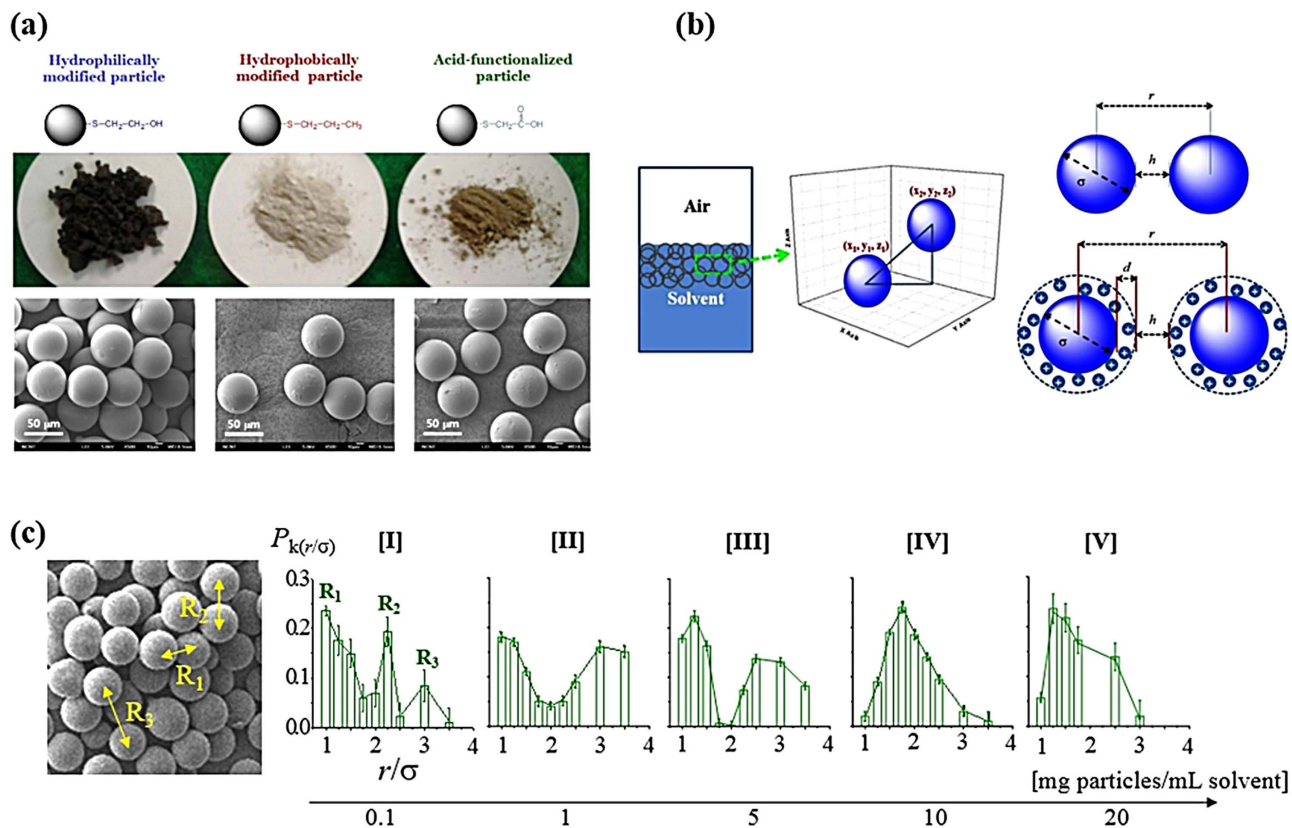 (a)
Hydrophilically
modified particle
Hydrophobically
modified particle
Acid-functionalized
particle
S-CH₂-CH₂-OH
S-CH₂-CH₂-CH₃
O
S-CH₂-C-OH
50 µm
50 µm
50 µm
(b)
Air
Solvent
(x₂, y₂, z₂)
(x₁, y₁, z₁)
Z Axis
X Axis
Y Axis
r
h
σ
r
d
h
σ
(c)
R₂
R₁
R₃
Pk(r/σ)
[I]
[II]
[III]
[IV]
[V]
0.3
0.2
0.1
0.0
R₁
R₂
R₃
1 2 3 4
1 2 3 4
1 2 3 4
1 2 3 4
1 2 3 4
r/σ
[mg particles/mL solvent]
0.1 1 5 10 20